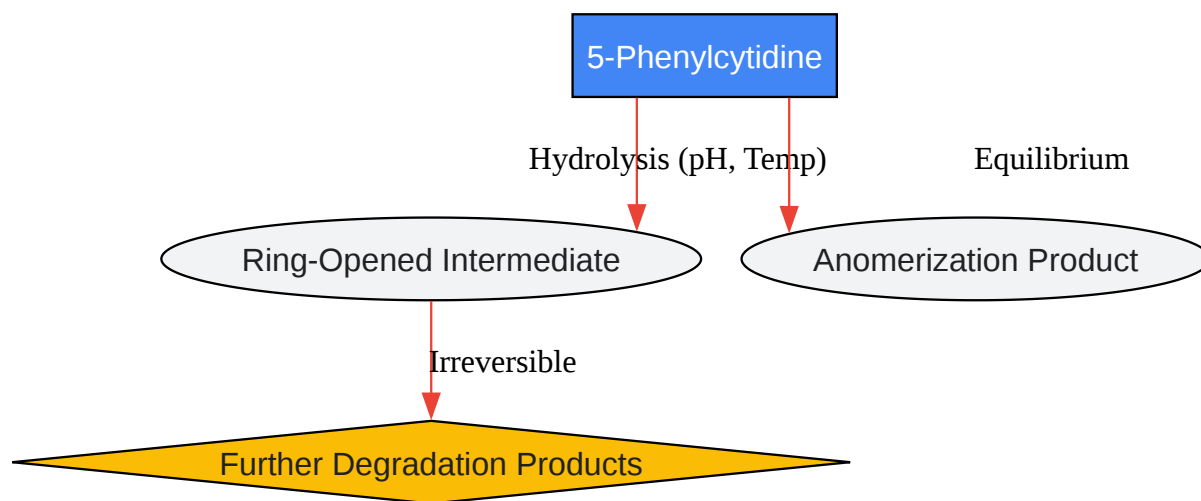 5-Phenylcytidine
Hydrolysis (pH, Temp)
Equilibrium
Ring-Opened Intermediate
Anomerization Product
Irreversible
Further Degradation Products